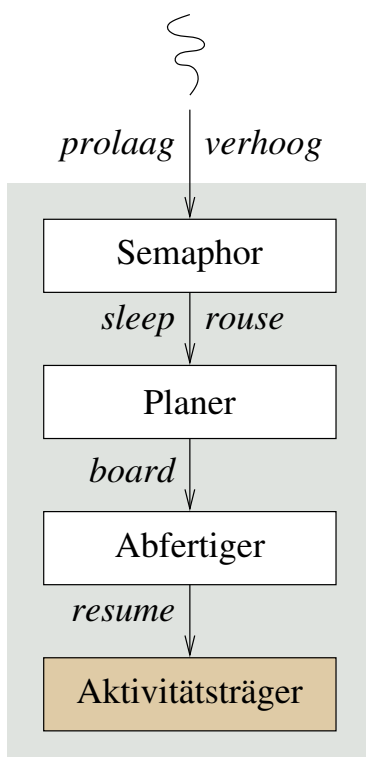 prolaag verhoog
Semaphor
sleep rouse
Planer
board
Abfertiger
resume
Aktivitätsträger